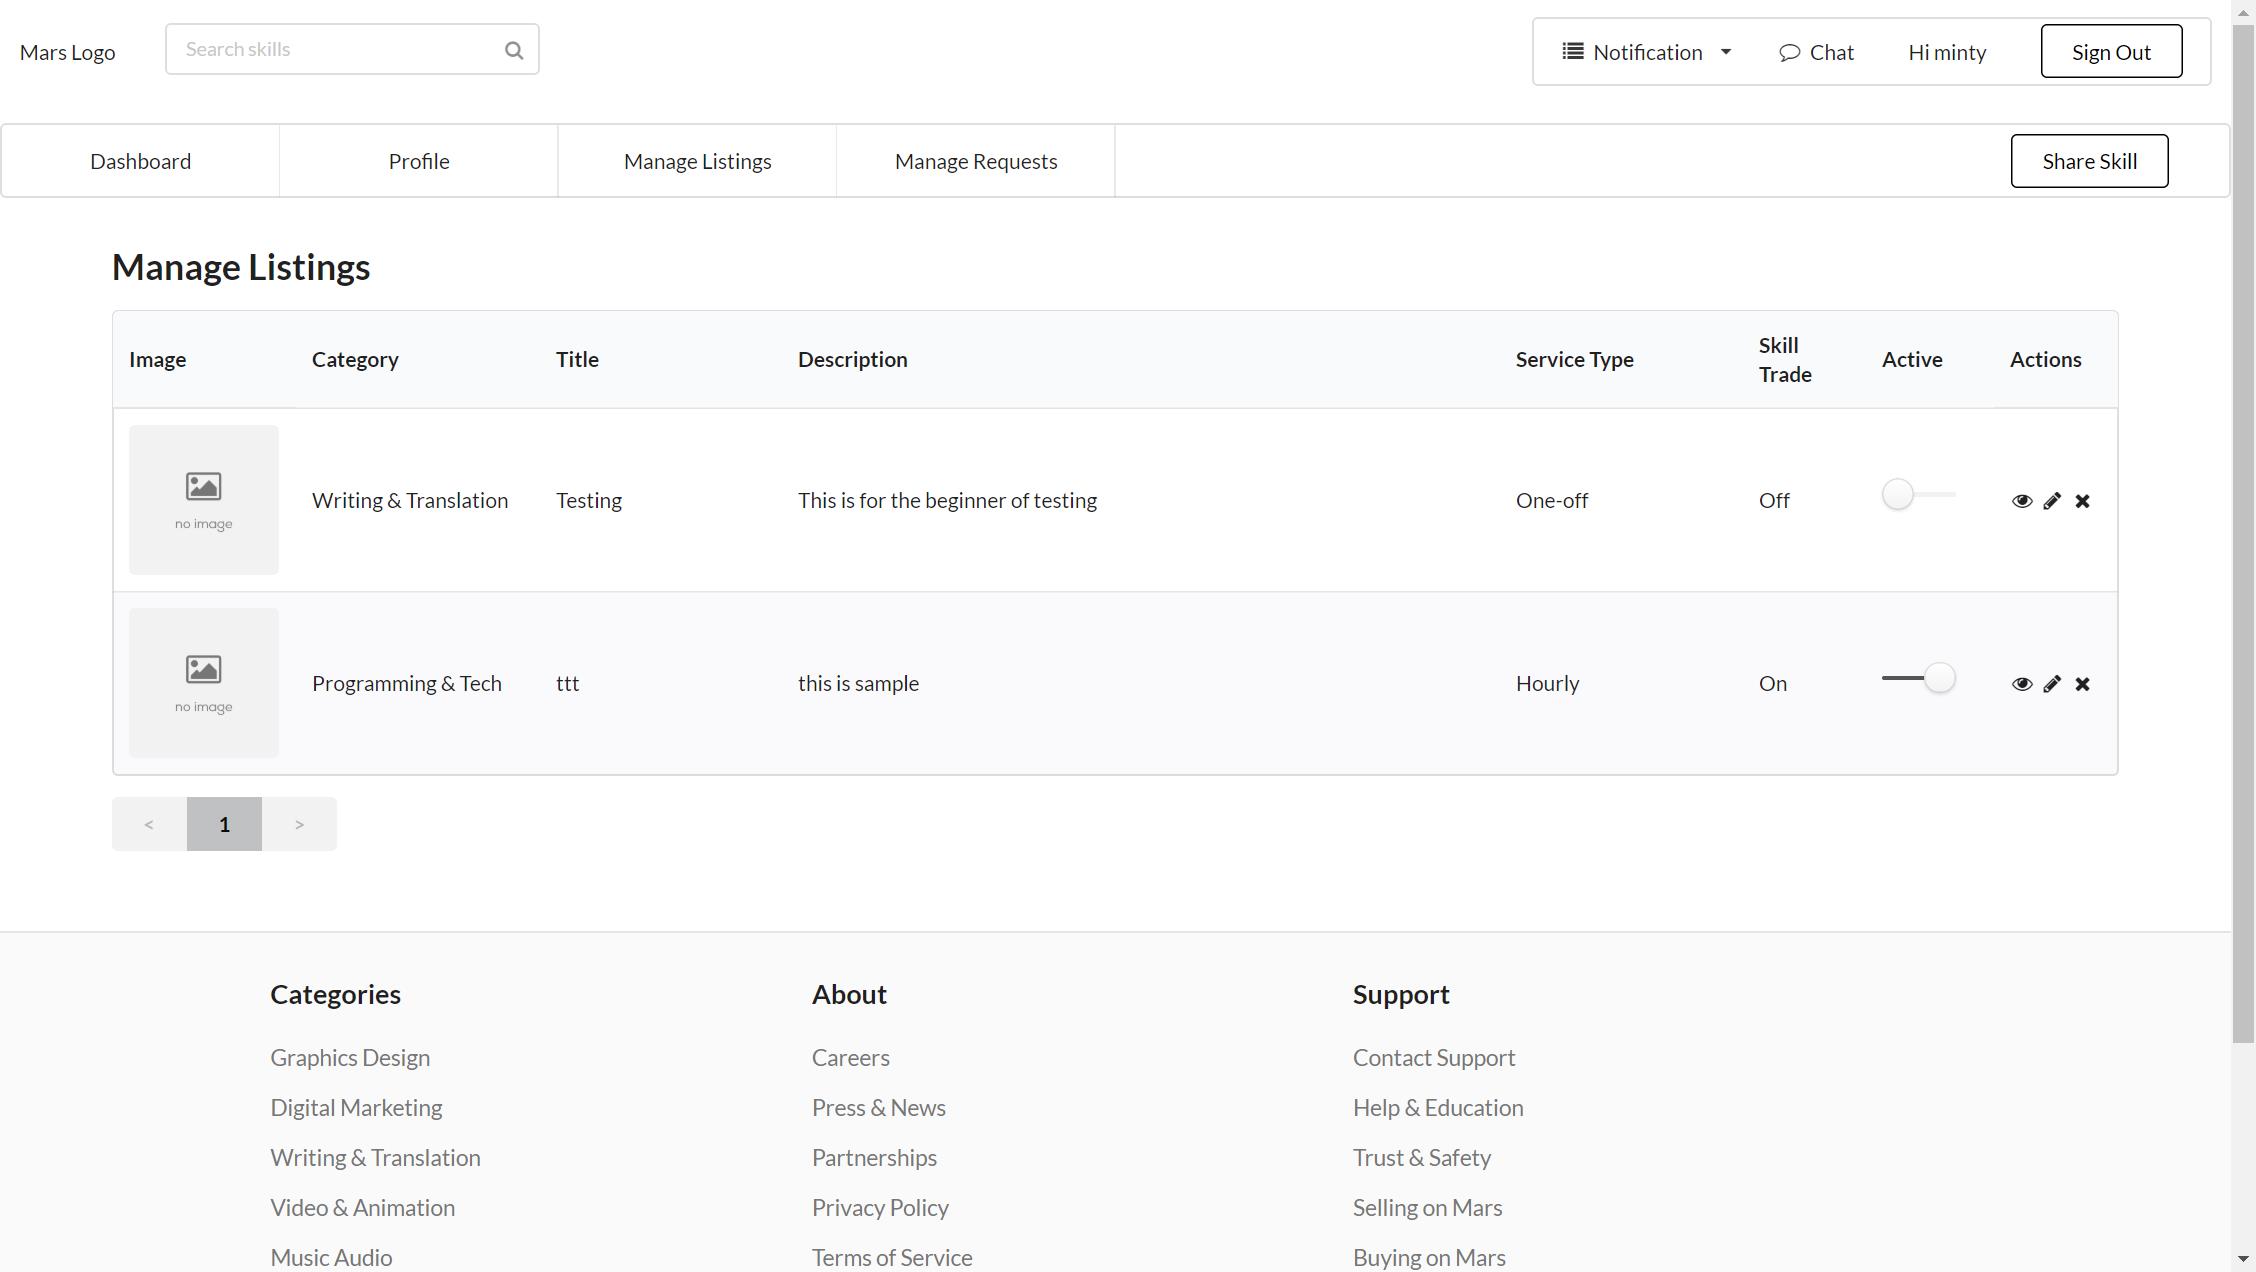 Mars Logo
Search skills
Notification
Chat
Hi minty
Sign Out
Dashboard
Profile
Manage Listings
Manage Requests
Share Skill
Manage Listings
Image
Category
Title
Description
Service Type
Skill
Trade
Active
Actions
no image
Writing & Translation
Testing
This is for the beginner of testing
One-off
Off
no image
Programming & Tech
ttt
this is sample
Hourly
On
< 1 >
Categories
Graphics Design
Digital Marketing
Writing & Translation
Video & Animation
Music Audio
About
Careers
Press & News
Partnerships
Privacy Policy
Terms of Service
Support
Contact Support
Help & Education
Trust & Safety
Selling on Mars
Buying on Mars